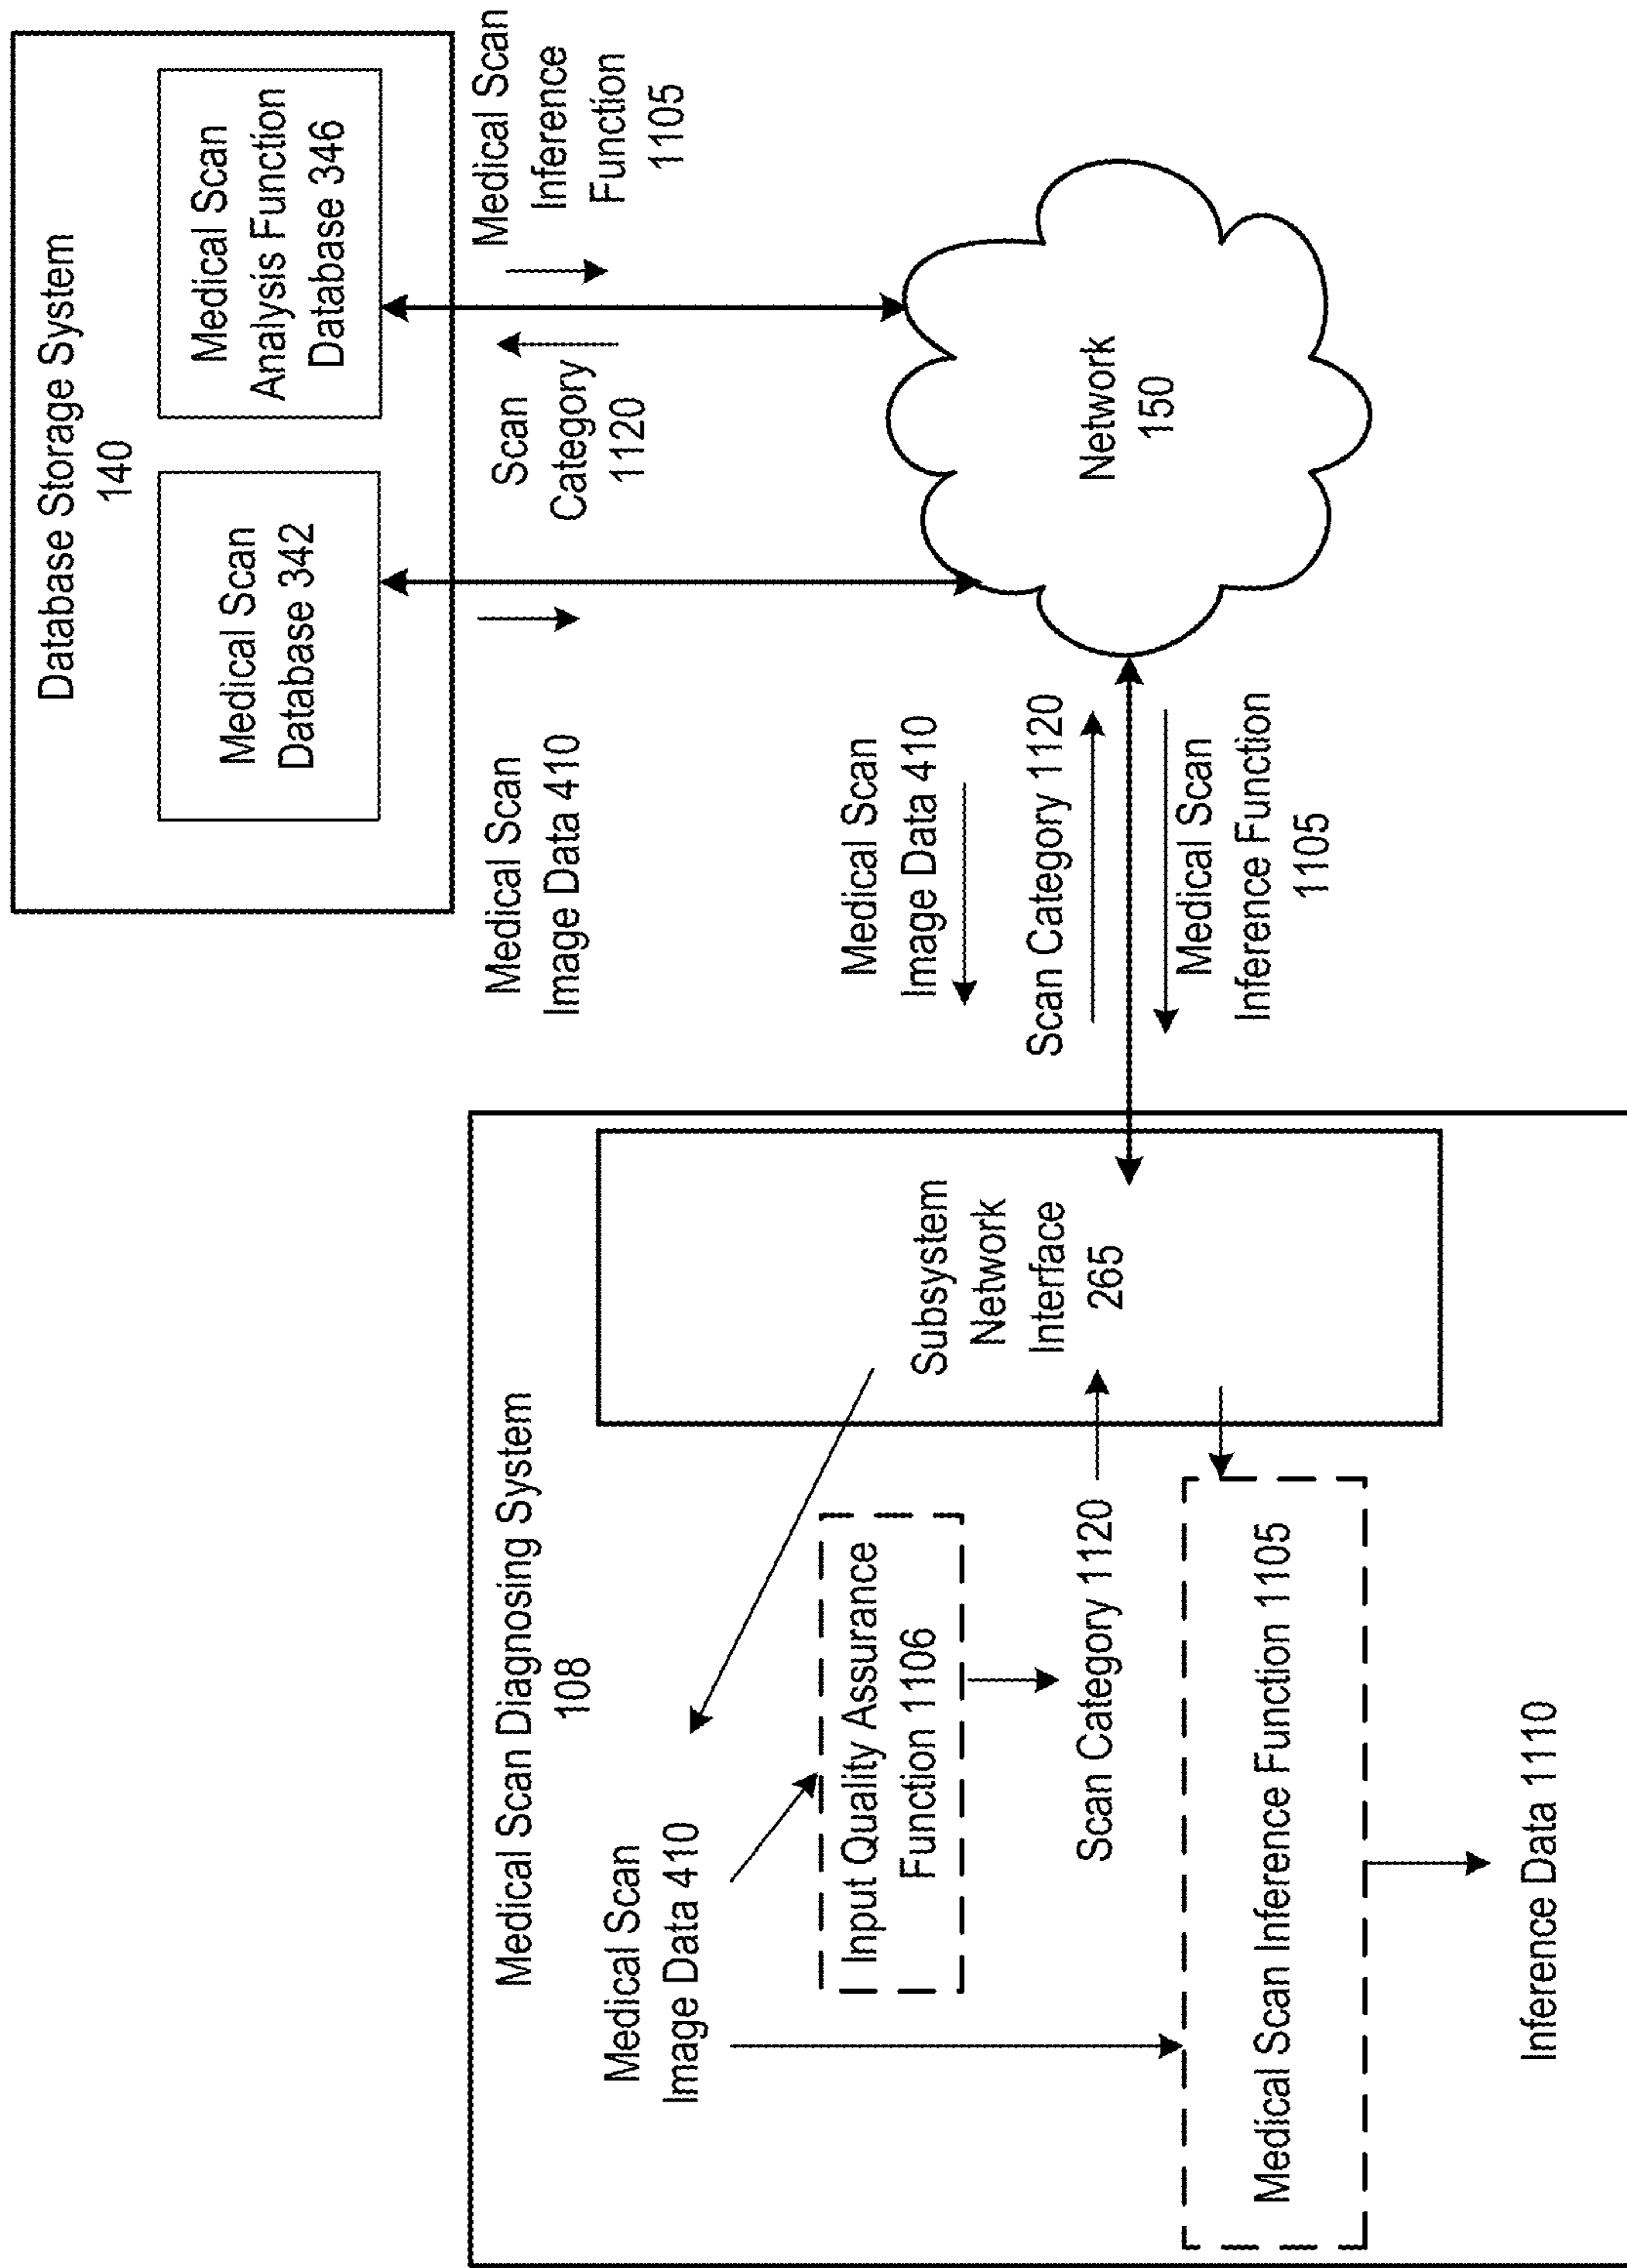 Database Storage System
140
Medical Scan
Database 342
Medical Scan
Analysis Function
Database 346
Medical Scan
Image Data 410
Scan
Category
1120
Medical Scan
Inference
Function
1105
Network
150
Medical Scan
Image Data 410
Scan Category 1120
Medical Scan
Inference Function
1105
Medical Scan Diagnosing System
108
Subsystem
Network
Interface
265
Medical Scan
Image Data 410
Input Quality Assurance
Function 1106
Scan Category 1120
Medical Scan Inference Function 1105
Inference Data 1110